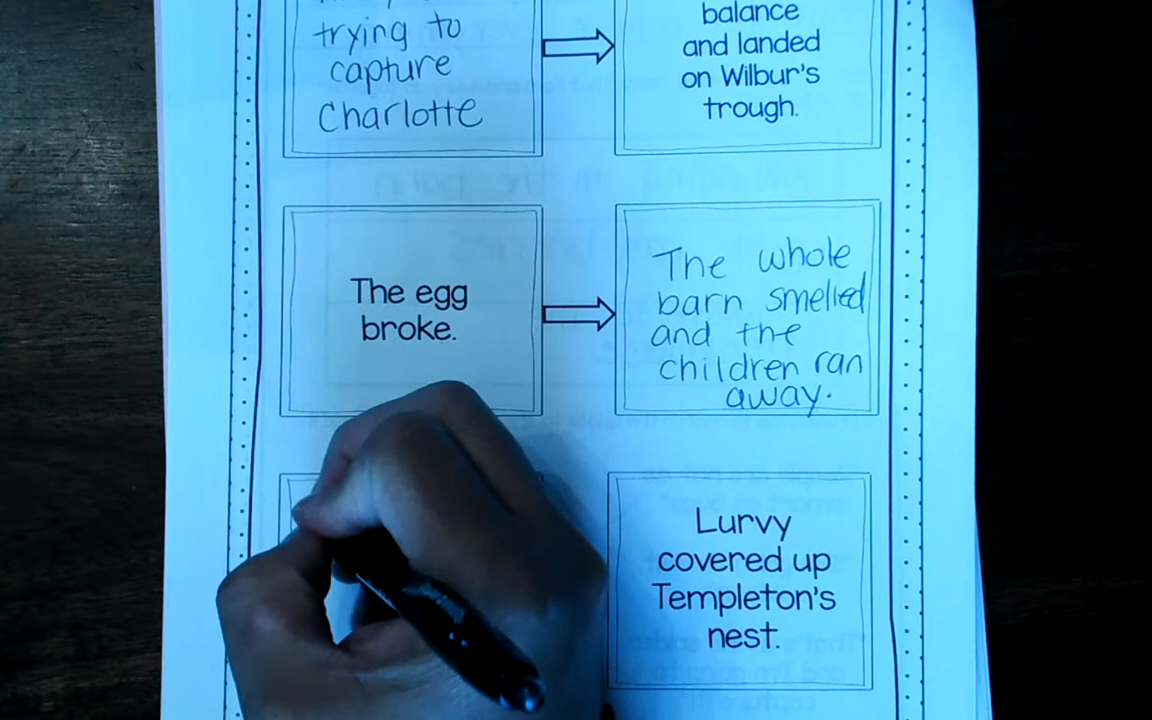 trying to
capture
Charlotte
balance
and landed
on Wilbur's
trough.
The egg
broke.
The whole
barn smelled
and the
children ran
away.
Lurvy
covered up
Templeton's
nest.